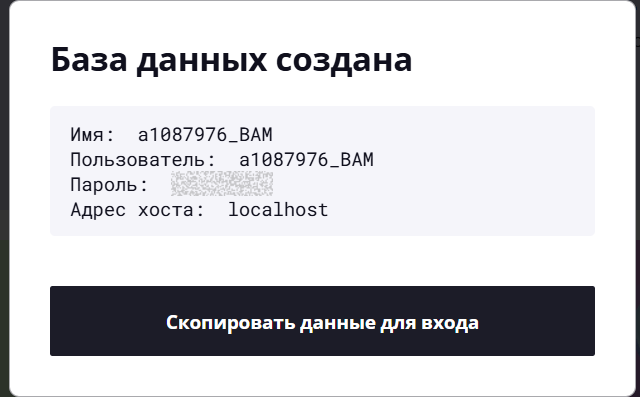 База данных создана
Имя: a1087976_BAM
Пользователь: a1087976_BAM
Пароль:
Адрес хоста: localhost
Скопировать данные для входа